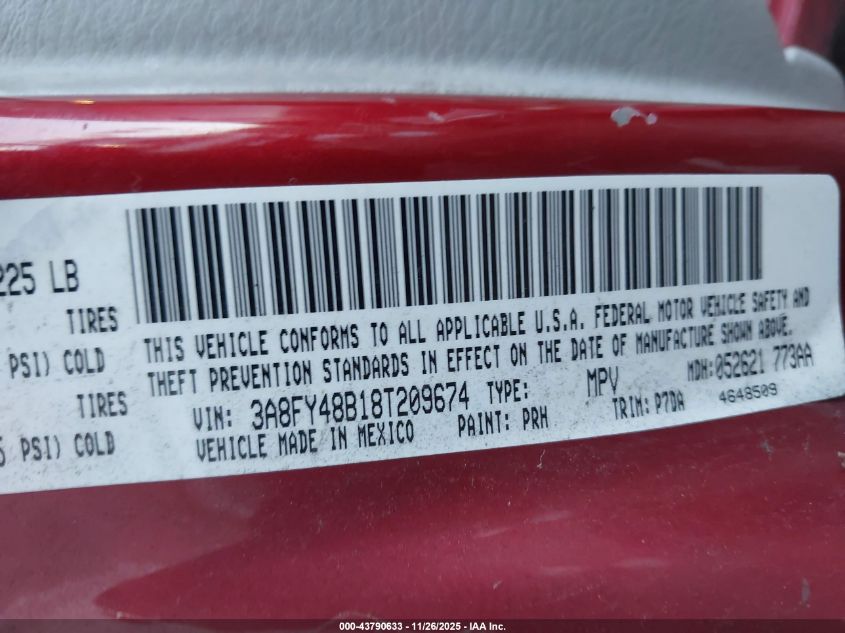 225 LB
TIRES
PSI) COLD
TIRES
PSI) COLD
THIS VEHICLE CONFORMS TO ALL APPLICABLE U.S.A. FEDERAL MOTOR VEHICLE SAFETY AND
THEFT PREVENTION STANDARDS IN EFFECT ON THE DATE OF MANUFACTURE SHOWN ABOVE.
VIN: 3A8FY48B18T209674 TYPE: MPV MDH:052621 773AA
VEHICLE MADE IN MEXICO PAINT: PRH TRIM: P7DA 4648509
000-43790633 - 11/26/2025 - IAA Inc.